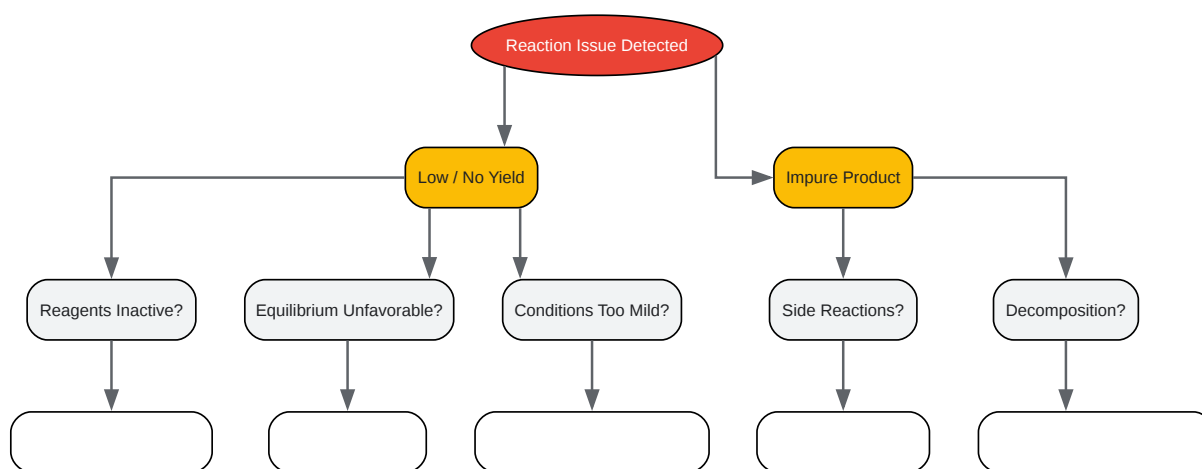 Reaction Issue Detected
Low / No Yield
Impure Product
Reagents Inactive?
Equilibrium Unfavorable?
Conditions Too Mild?
Side Reactions?
Decomposition?